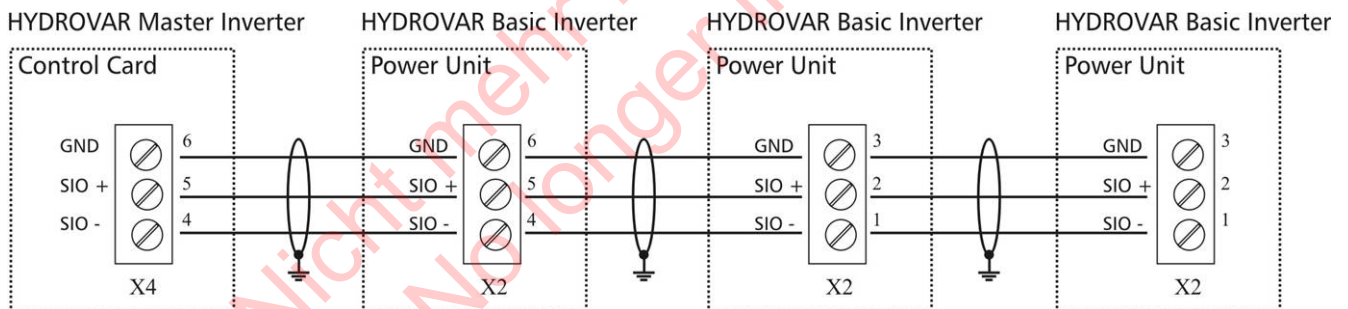 HYDROVAR Master Inverter HYDROVAR Basic Inverter HYDROVAR Basic Inverter HYDROVAR Basic Inverter
Control Card Power Unit Power Unit Power Unit
GND 6 GND 6 GND 3 GND 3
SIO + 5 SIO + 5 SIO + 2 SIO + 2
SIO - 4 SIO - 4 SIO - 1 SIO - 1
X4 X2 X2 X2
Nicht mehr
No longer